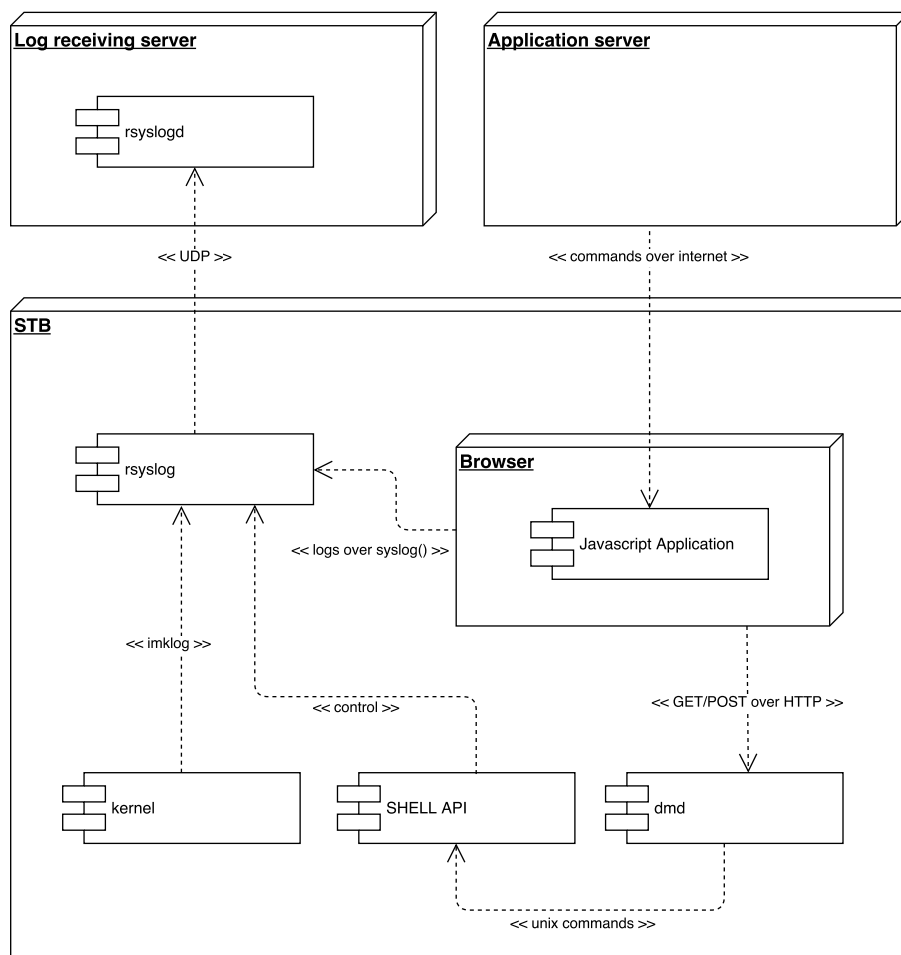 Log receiving server
Application server
rsyslogd
<< UDP >>
<< commands over internet >>
STB
rsyslog
Browser
Javascript Application
<< logs over syslog() >>
<< imklog >>
<< control >>
<< GET/POST over HTTP >>
kernel
SHELL API
dmd
<< unix commands >>